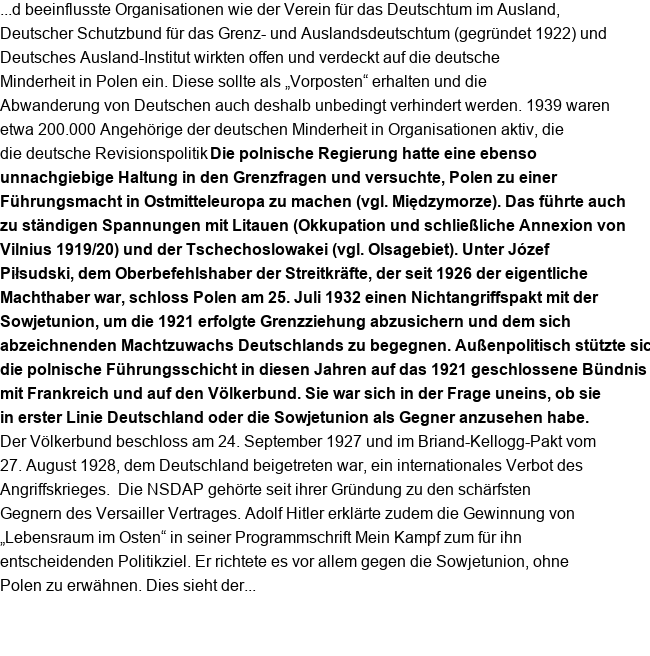 ...d beeinflusste Organisationen wie der Verein für das Deutschtum im Ausland,
Deutscher Schutzbund für das Grenz- und Auslandsdeutschtum (gegründet 1922) und
Deutsches Ausland-Institut wirkten offen und verdeckt auf die deutsche
Minderheit in Polen ein. Diese sollte als „Vorposten“ erhalten und die
Abwanderung von Deutschen auch deshalb unbedingt verhindert werden. 1939 waren
etwa 200.000 Angehörige der deutschen Minderheit in Organisationen aktiv, die
die deutsche Revisionspolitik Die polnische Regierung hatte eine ebenso
unnachgiebige Haltung in den Grenzfragen und versuchte, Polen zu einer
Führungsmacht in Ostmitteleuropa zu machen (vgl. Międzymorze). Das führte auch
zu ständigen Spannungen mit Litauen (Okkupation und schließliche Annexion von
Vilnius 1919/20) und der Tschechoslowakei (vgl. Olsagebiet). Unter Józef
Piłsudski, dem Oberbefehlshaber der Streitkräfte, der seit 1926 der eigentliche
Machthaber war, schloss Polen am 25. Juli 1932 einen Nichtangriffspakt mit der
Sowjetunion, um die 1921 erfolgte Grenzziehung abzusichern und dem sich
abzeichnenden Machtzuwachs Deutschlands zu begegnen. Außenpolitisch stützte sic
die polnische Führungsschicht in diesen Jahren auf das 1921 geschlossene Bündnis
mit Frankreich und auf den Völkerbund. Sie war sich in der Frage uneins, ob sie
in erster Linie Deutschland oder die Sowjetunion als Gegner anzusehen habe.
Der Völkerbund beschloss am 24. September 1927 und im Briand-Kellogg-Pakt vom
27. August 1928, dem Deutschland beigetreten war, ein internationales Verbot des
Angriffskrieges.  Die NSDAP gehörte seit ihrer Gründung zu den schärfsten
Gegnern des Versailler Vertrages. Adolf Hitler erklärte zudem die Gewinnung von
„Lebensraum im Osten“ in seiner Programmschrift Mein Kampf zum für ihn
entscheidenden Politikziel. Er richtete es vor allem gegen die Sowjetunion, ohne
Polen zu erwähnen. Dies sieht der...